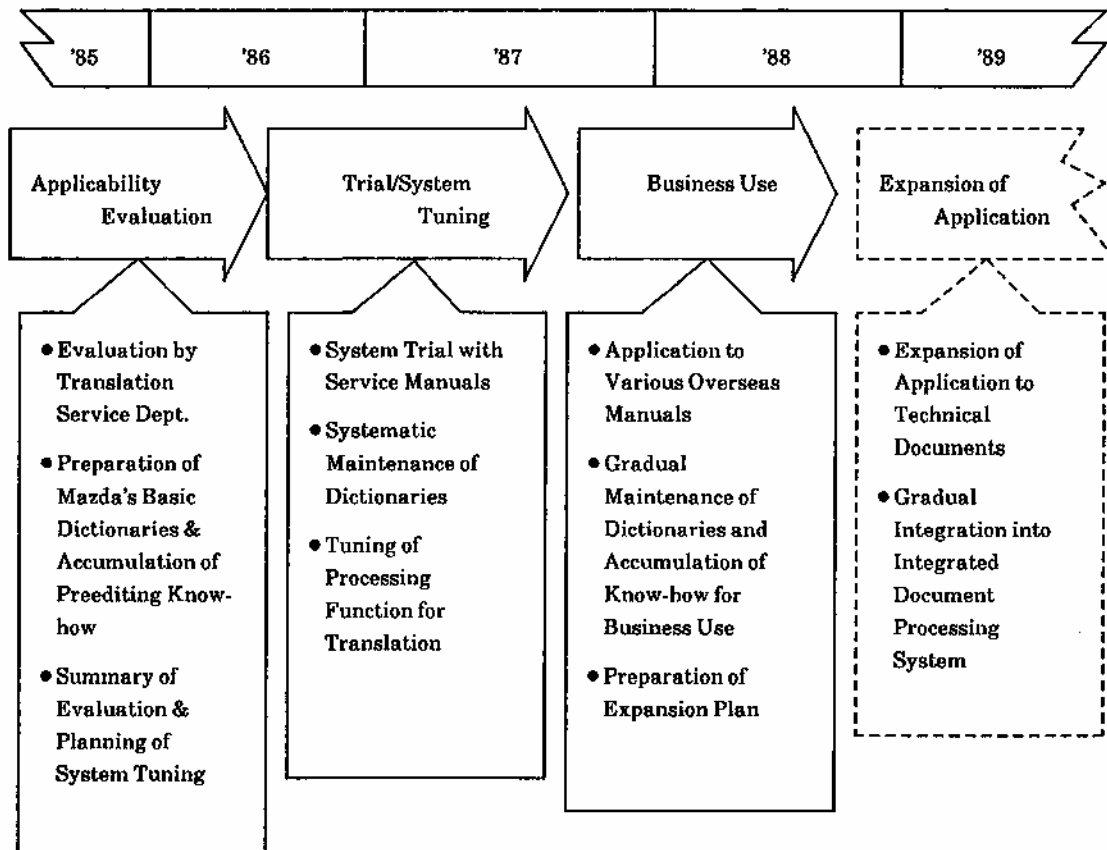 '85
'86
'87
'88
'89
Applicability
Evaluation
Trial/System
Tuning
Business Use
Expansion of
Application
● Evaluation by
Translation
Service Dept.
● Preparation of
Mazda's Basic
Dictionaries &
Accumulation of
Preediting Know-
how
● Summary of
Evaluation &
Planning of
System Tuning
● System Trial with
Service Manuals
● Systematic
Maintenance of
Dictionaries
● Tuning of
Processing
Function for
Translation
● Application to
Various Overseas
Manuals
● Gradual
Maintenance of
Dictionaries and
Accumulation of
Know-how for
Business Use
● Preparation of
Expansion Plan
● Expansion of
Application to
Technical
Documents
● Gradual
Integration into
Integrated
Document
Processing
System